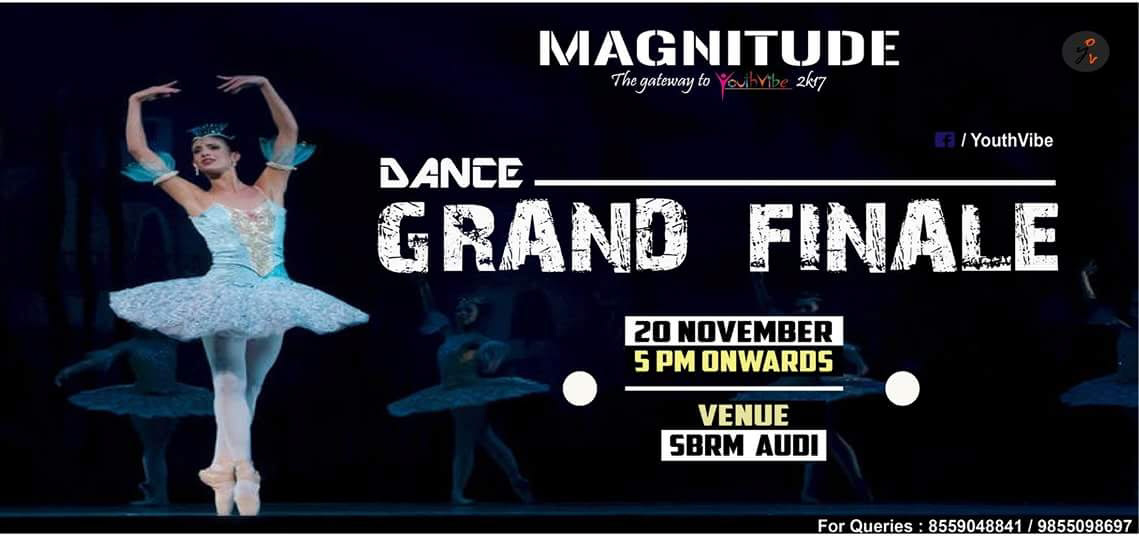 MAGNITUDE
The gateway to YouthVibe 2k17
yov
/ YouthVibe
DANCE
GRAND FINALE
20 NOVEMBER
5 PM ONWARDS
VENUE
SBRM AUDI
For Queries : 8559048841 / 9855098697